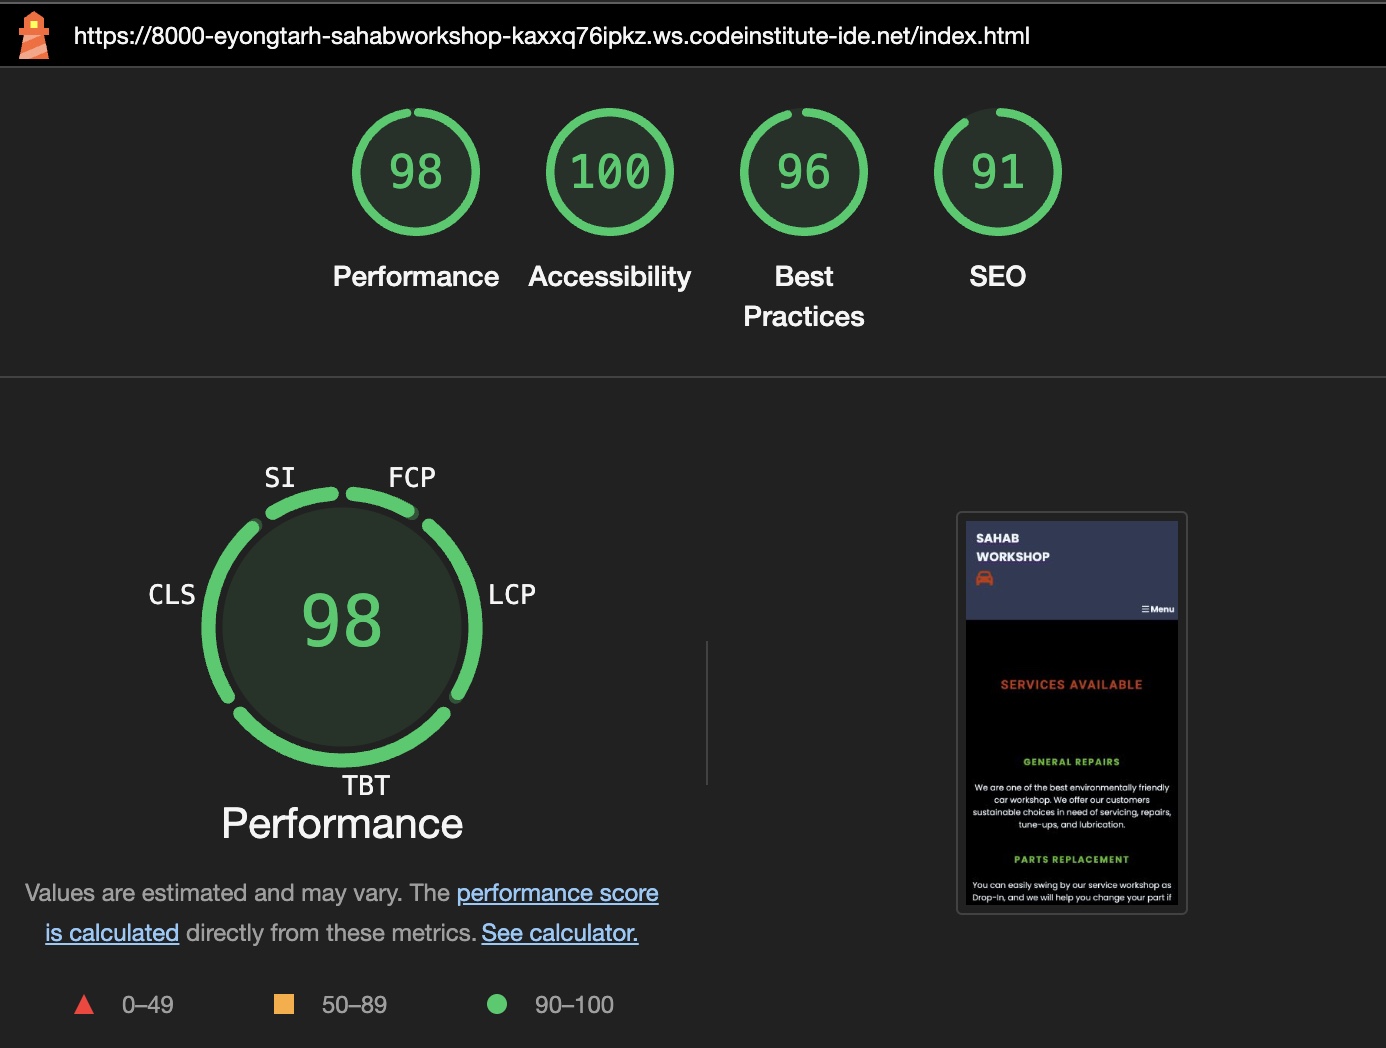 https://8000-eyongtarh-sahabworkshop-kaxxq76ipkz.ws.codeinstitute-ide.net/index.html
98
100
96
91
Performance
Accessibility
Best
Practices
SEO
SI
FCP
CLS
98
LCP
TBT
Performance
Values are estimated and may vary. The performance score
is calculated directly from these metrics. See calculator.
0–49
50–89
90–100
SAHAB
WORKSHOP
Menu
SERVICES AVAILABLE
GENERAL REPAIRS
We are one of the best environmentally friendly
car workshop. We offer our customers
sustainable choices in need of servicing, repairs,
tune-ups, and lubrication.
PARTS REPLACEMENT
You can easily swing by our service workshop as
Drop-In, and we will help you change your part if